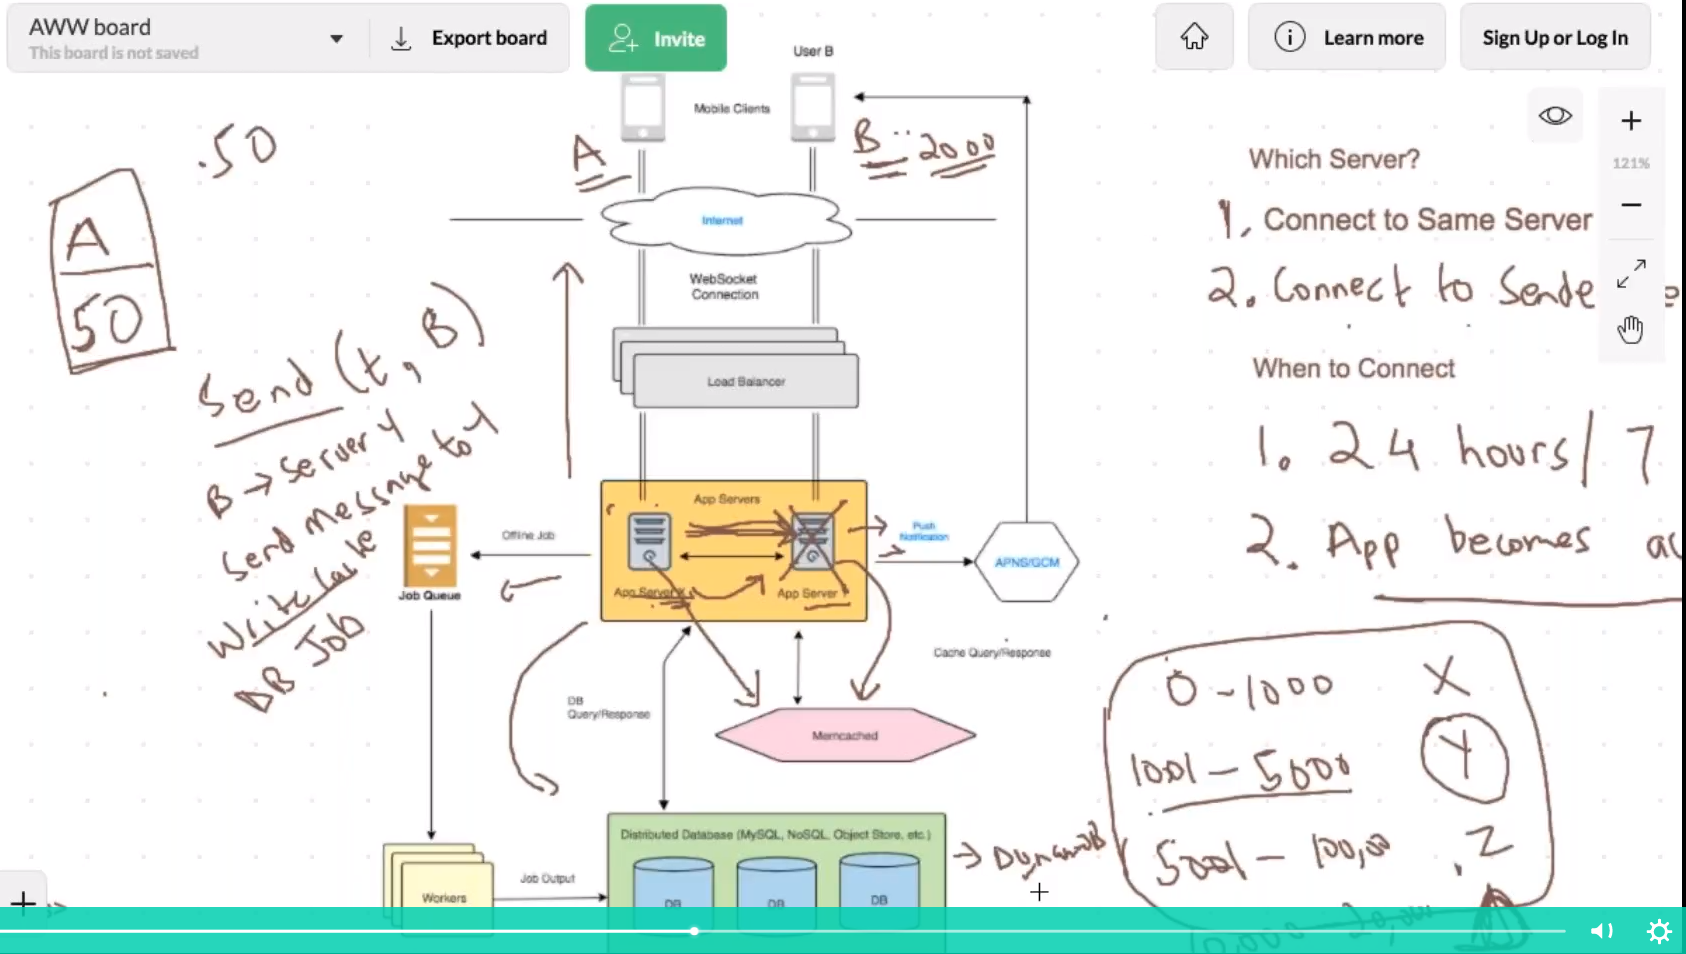 AWW board
This board is not saved
Export board
Invite
Learn more
Sign Up or Log In
121%
User B
Mobile Clients
A
B : 2000
.50
A
50
Internet
WebSocket
Connection
Load Balancer
Send (t, B)
B → Server Y
Send message to Y
Write Cache
DB Job
App Servers
App Server X
App Server Y
Offline Job
Job Queue
Push
Notification
APNS/GCM
Cache Query/Response
DB
Query/Response
Memcached
Distributed Database (MySQL, NoSQL, Object Store, etc.)
DB
DB
DB
Workers
Job Output
→ DynamoDB
Which Server?
1. Connect to Same Server
2. Connect to Sende
When to Connect
1. 24 hours/ 7
2. App becomes ac
0 - 1000 X
1001 - 5000 Y
5001 - 100,00 Z